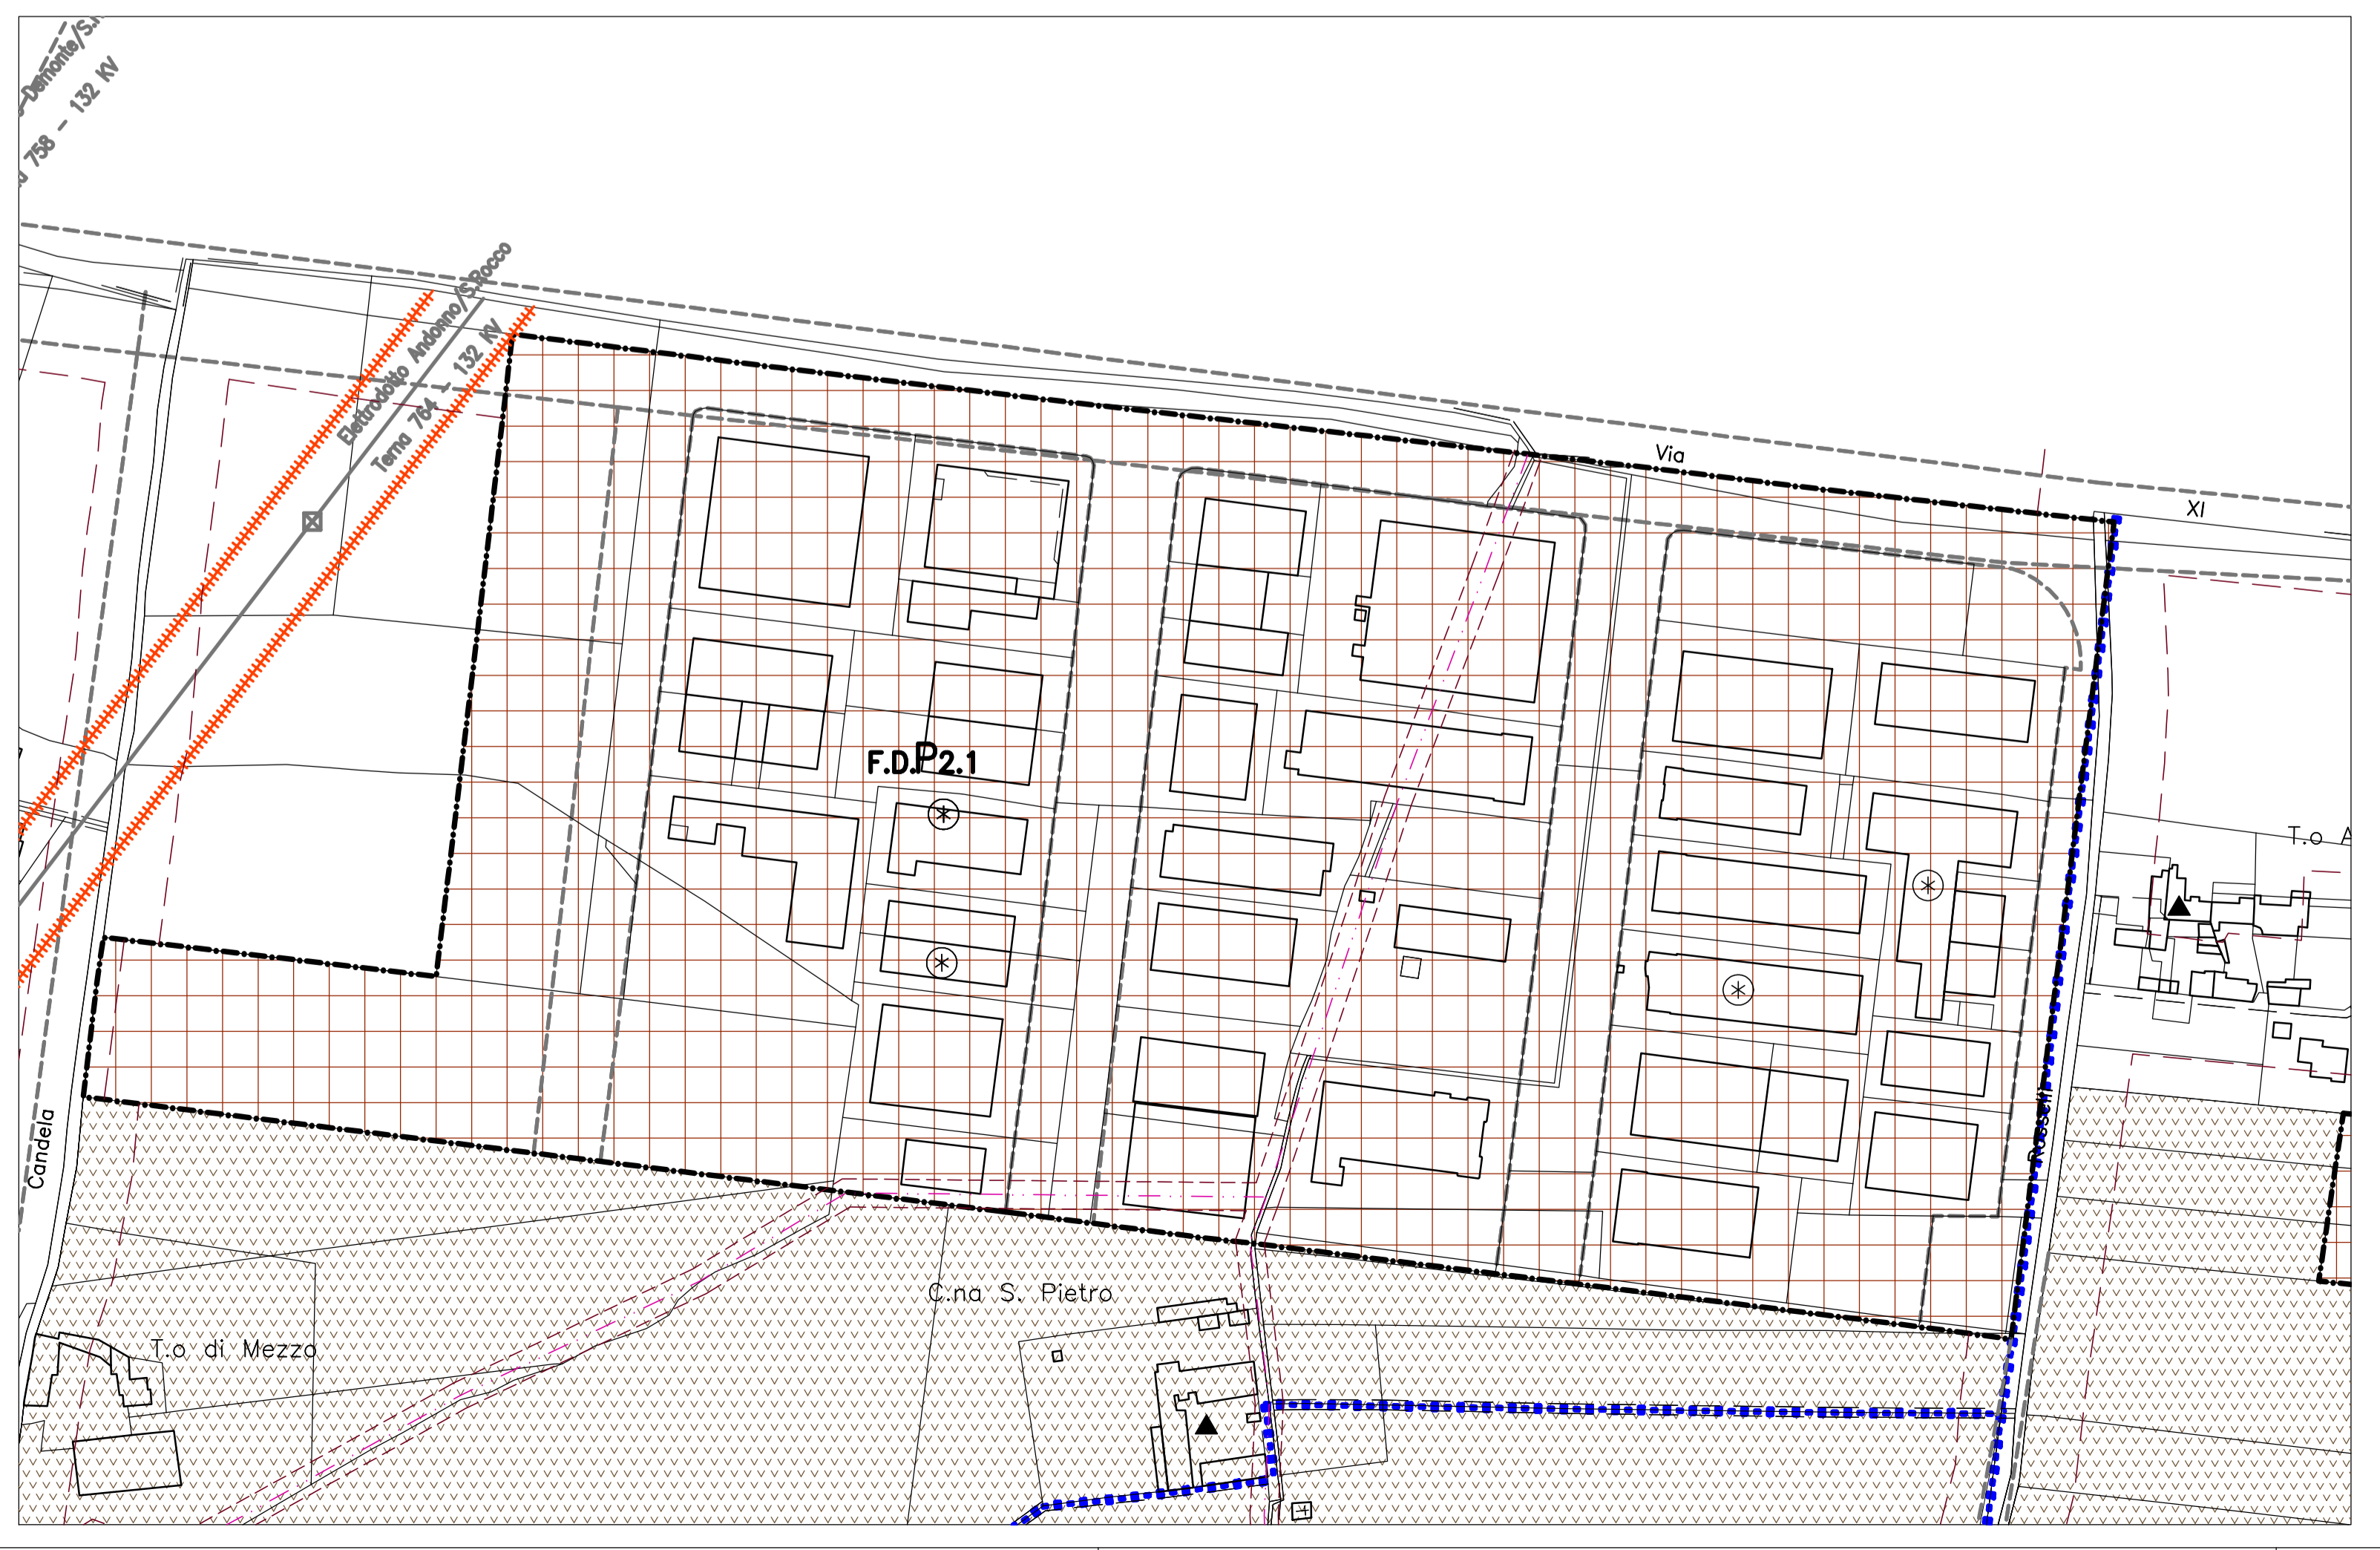 Demonte/S.
758 - 132 KV
Elettrodotto Andonno/S.Rocco
Terna 764 - 132 KV
Via
XI
F.D.P2.1
T.o A
Candela
C.na S. Pietro
T.o di Mezzo